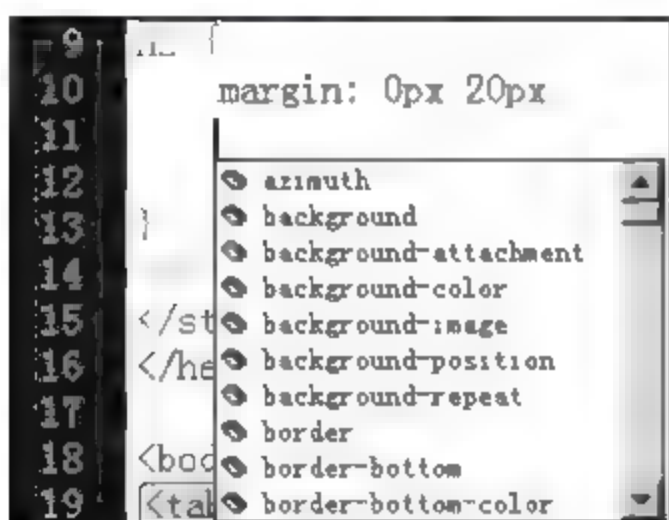 9 {
10 margin: 0px 20px
11
12 azimuth
13 } background
background-attachment
14 background-color
15 </st background-image
16 </he background-position
17 background-repeat
border
18 <bod border-bottom
19 <tab border-bottom-color